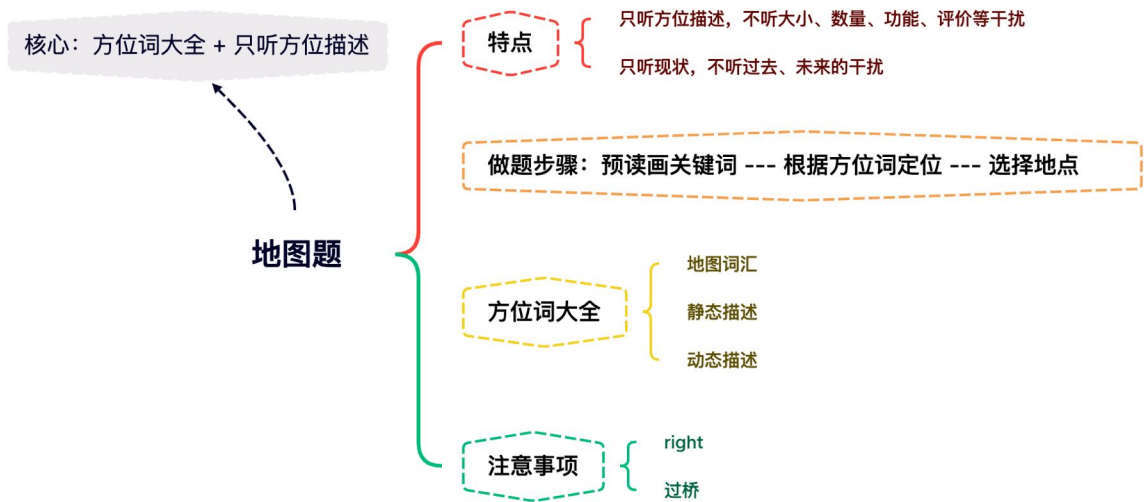 核心：方位词大全 + 只听方位描述
地图题
特点
只听方位描述，不听大小、数量、功能、评价等干扰
只听现状，不听过去、未来的干扰
做题步骤：预读画关键词 --- 根据方位词定位 --- 选择地点
方位词大全
地图词汇
静态描述
动态描述
注意事项
right
过桥